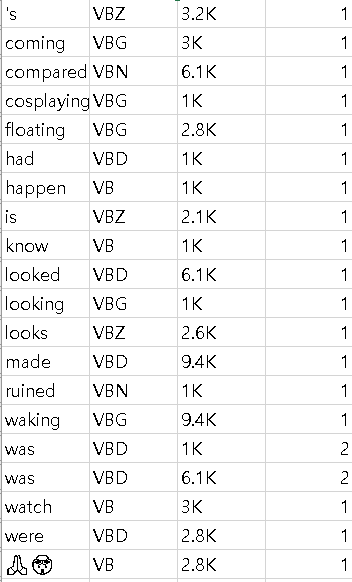 's VBZ 3.2K 1
coming VBG 3K 1
compared VBN 6.1K 1
cosplaying VBG 1K 1
floating VBG 2.8K 1
had VBD 1K 1
happen VB 1K 1
is VBZ 2.1K 1
know VB 1K 1
looked VBD 6.1K 1
looking VBG 1K 1
looks VBZ 2.6K 1
made VBD 9.4K 1
ruined VBN 1K 1
waking VBG 9.4K 1
was VBD 1K 2
was VBD 6.1K 2
watch VB 3K 1
were VBD 2.8K 1
🙏🤯 VB 2.8K 1